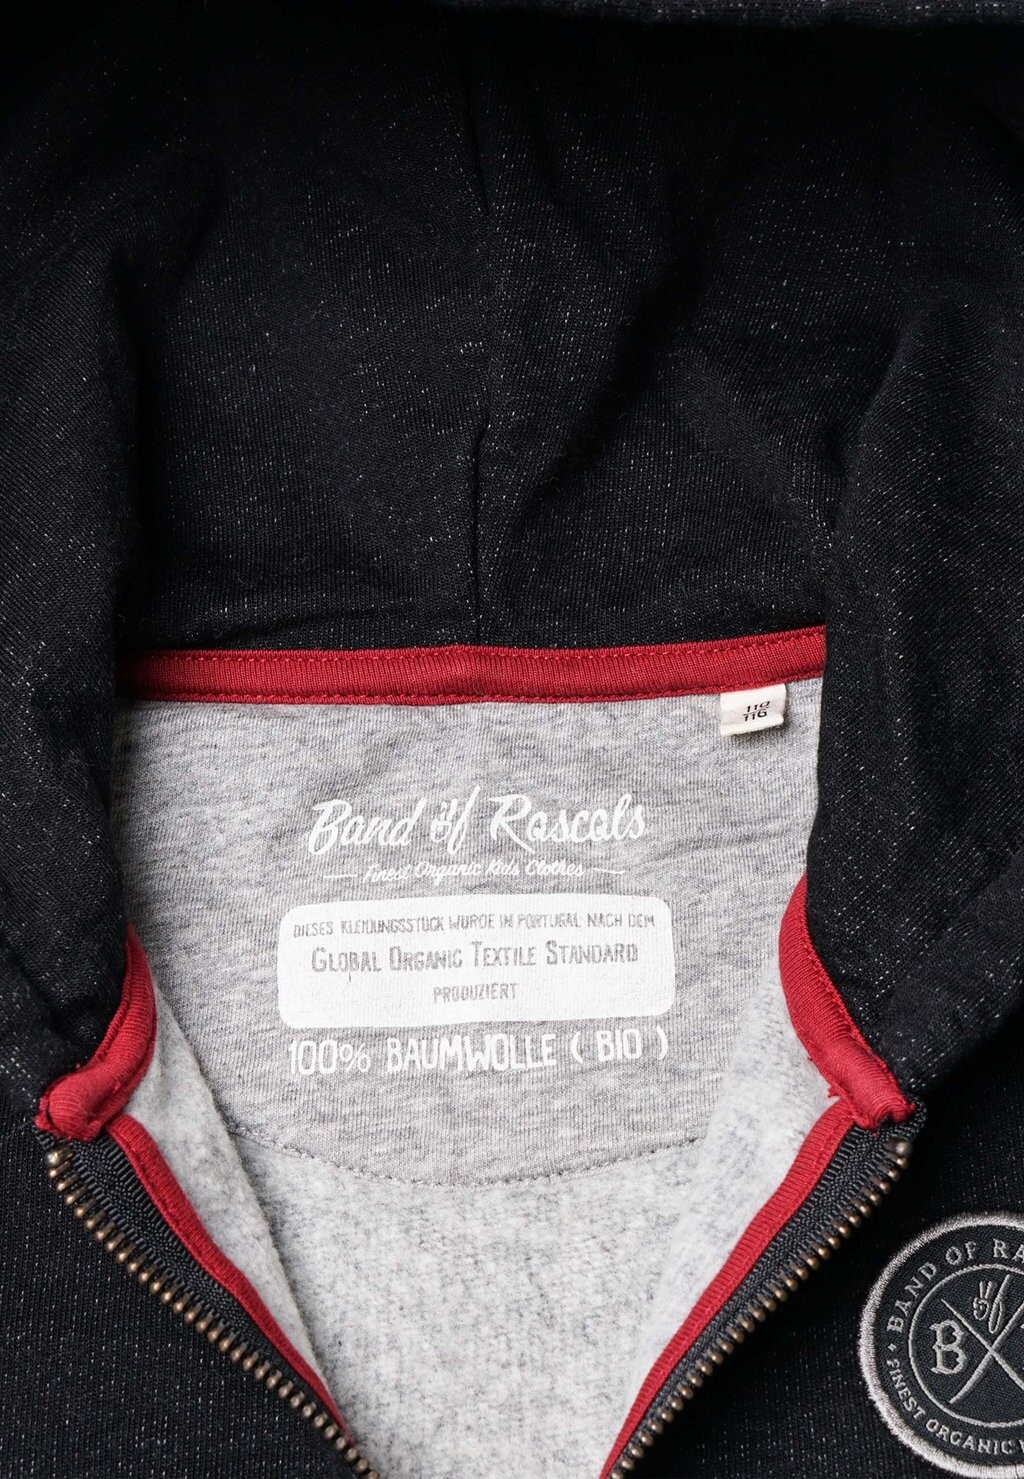 110
116
Band of Rascals
Finest Organic Kids Clothes
DIESES KLEIDUNGSSTÜCK WURDE IN PORTUGAL NACH DEM
GLOBAL ORGANIC TEXTILE STANDARD
PRODUZIERT
100% BAUMWOLLE ( BIO )
BAND OF RA
B
• FINEST ORGANIC